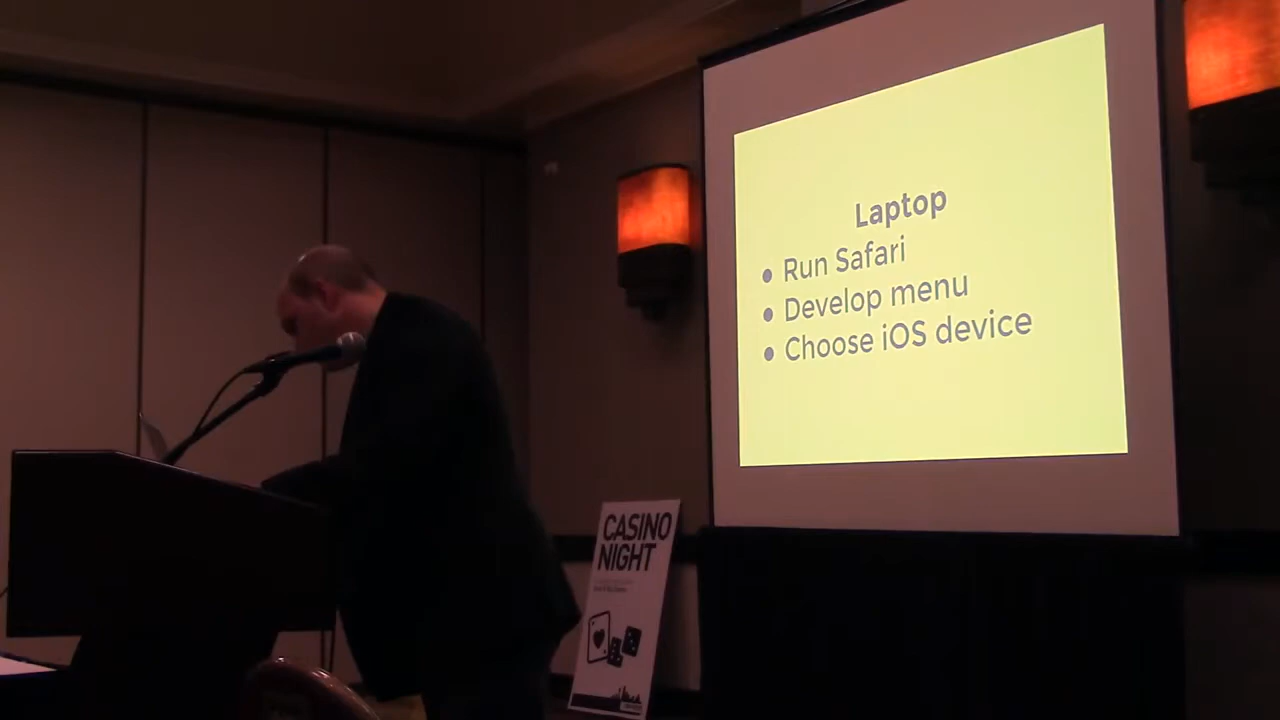 Laptop
• Run Safari
• Develop menu
• Choose iOS device
CASINO
NIGHT